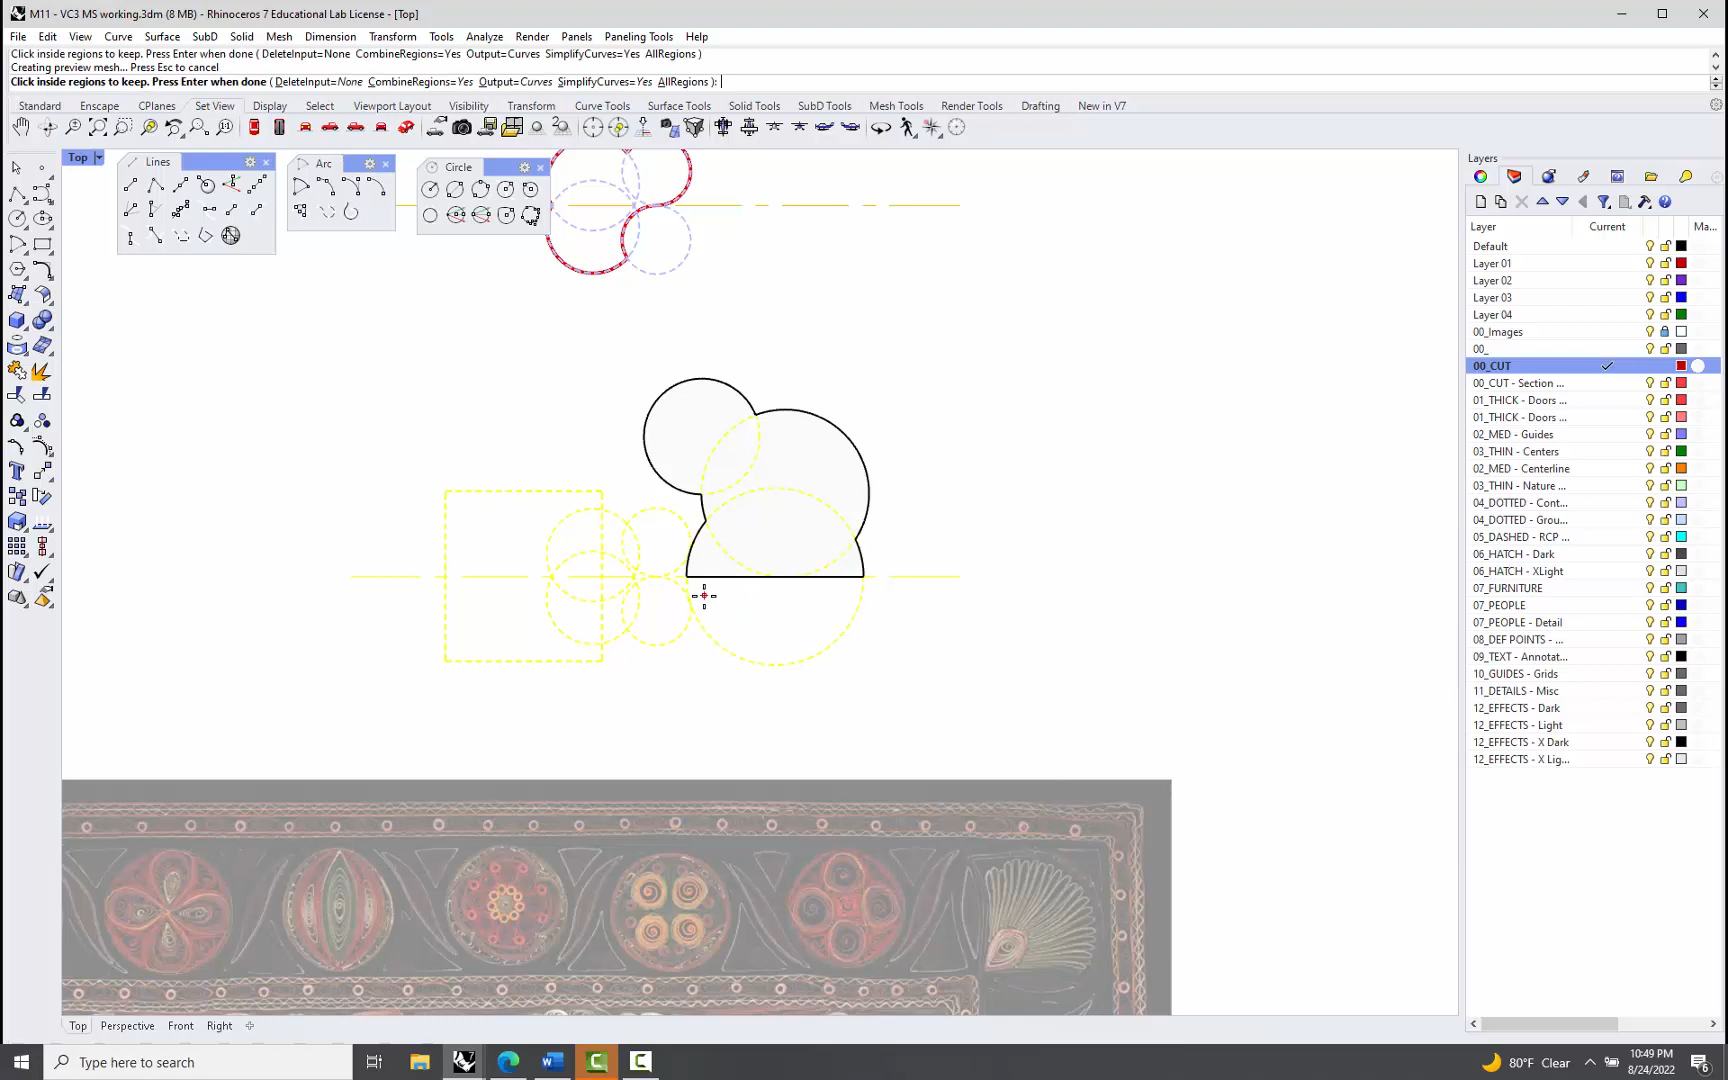 M11 - VC3 MS working.3dm (8 MB) - Rhinoceros 7 Educational Lab License - [Top]
File Edit View Curve Surface SubD Solid Mesh Dimension Transform Tools Analyze Render Panels Paneling Tools Help
Click inside regions to keep. Press Enter when done ( DeleteInput=None CombineRegions=Yes Output=Curves SimplifyCurves=Yes AllRegions )
Creating preview mesh... Press Esc to cancel
Click inside regions to keep. Press Enter when done ( DeleteInput=None CombineRegions=Yes Output=Curves SimplifyCurves=Yes AllRegions ):
Standard Enscape CPlanes Set View Display Select Viewport Layout Visibility Transform Curve Tools Surface Tools Solid Tools SubD Tools Mesh Tools Render Tools Drafting New in V7
Top
Lines
Arc
Circle
Layers
Layer Current Ma...
Default
Layer 01
Layer 02
Layer 03
Layer 04
00_Images
00_
00_CUT
00_CUT - Section ...
01_THICK - Doors ...
01_THICK - Doors ...
02_MED - Guides
03_THIN - Centers
02_MED - Centerline
03_THIN - Nature ...
04_DOTTED - Cont...
04_DOTTED - Grou...
05_DASHED - RCP ...
06_HATCH - Dark
06_HATCH - XLight
07_FURNITURE
07_PEOPLE
07_PEOPLE - Detail
08_DEF POINTS - ...
09_TEXT - Annotat...
10_GUIDES - Grids
11_DETAILS - Misc
12_EFFECTS - Dark
12_EFFECTS - Light
12_EFFECTS - X Dark
12_EFFECTS - X Lig...
Top Perspective Front Right
Type here to search
80°F Clear
10:49 PM
8/24/2022
6